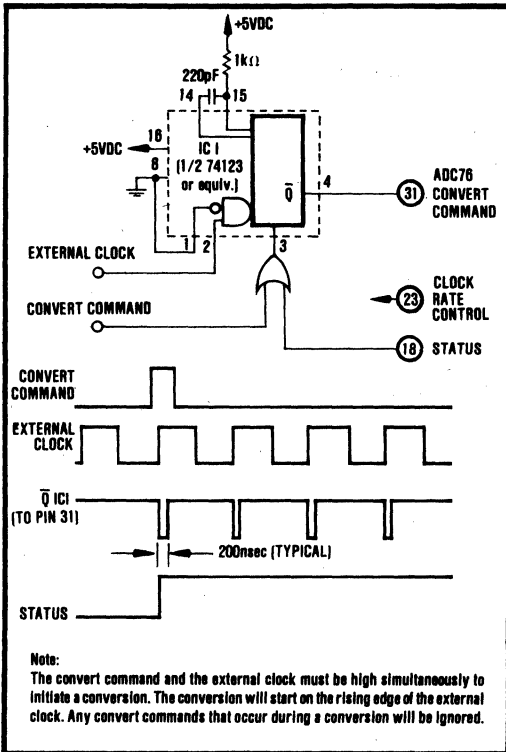 +5VDC
1kΩ
220pF
14
15
16
+5VDC
IC I
(1/2 74123
or equiv.)
8
Q̅
4
31
ADC76
CONVERT
COMMAND
1
2
3
EXTERNAL CLOCK
CONVERT COMMAND
23
CLOCK
RATE
CONTROL
18
STATUS
CONVERT
COMMAND
EXTERNAL
CLOCK
Q̅ ICI
(TO PIN 31)
200nsec (TYPICAL)
STATUS
Note:
The convert command and the external clock must be high simultaneously to
initiate a conversion. The conversion will start on the rising edge of the external
clock. Any convert commands that occur during a conversion will be ignored.